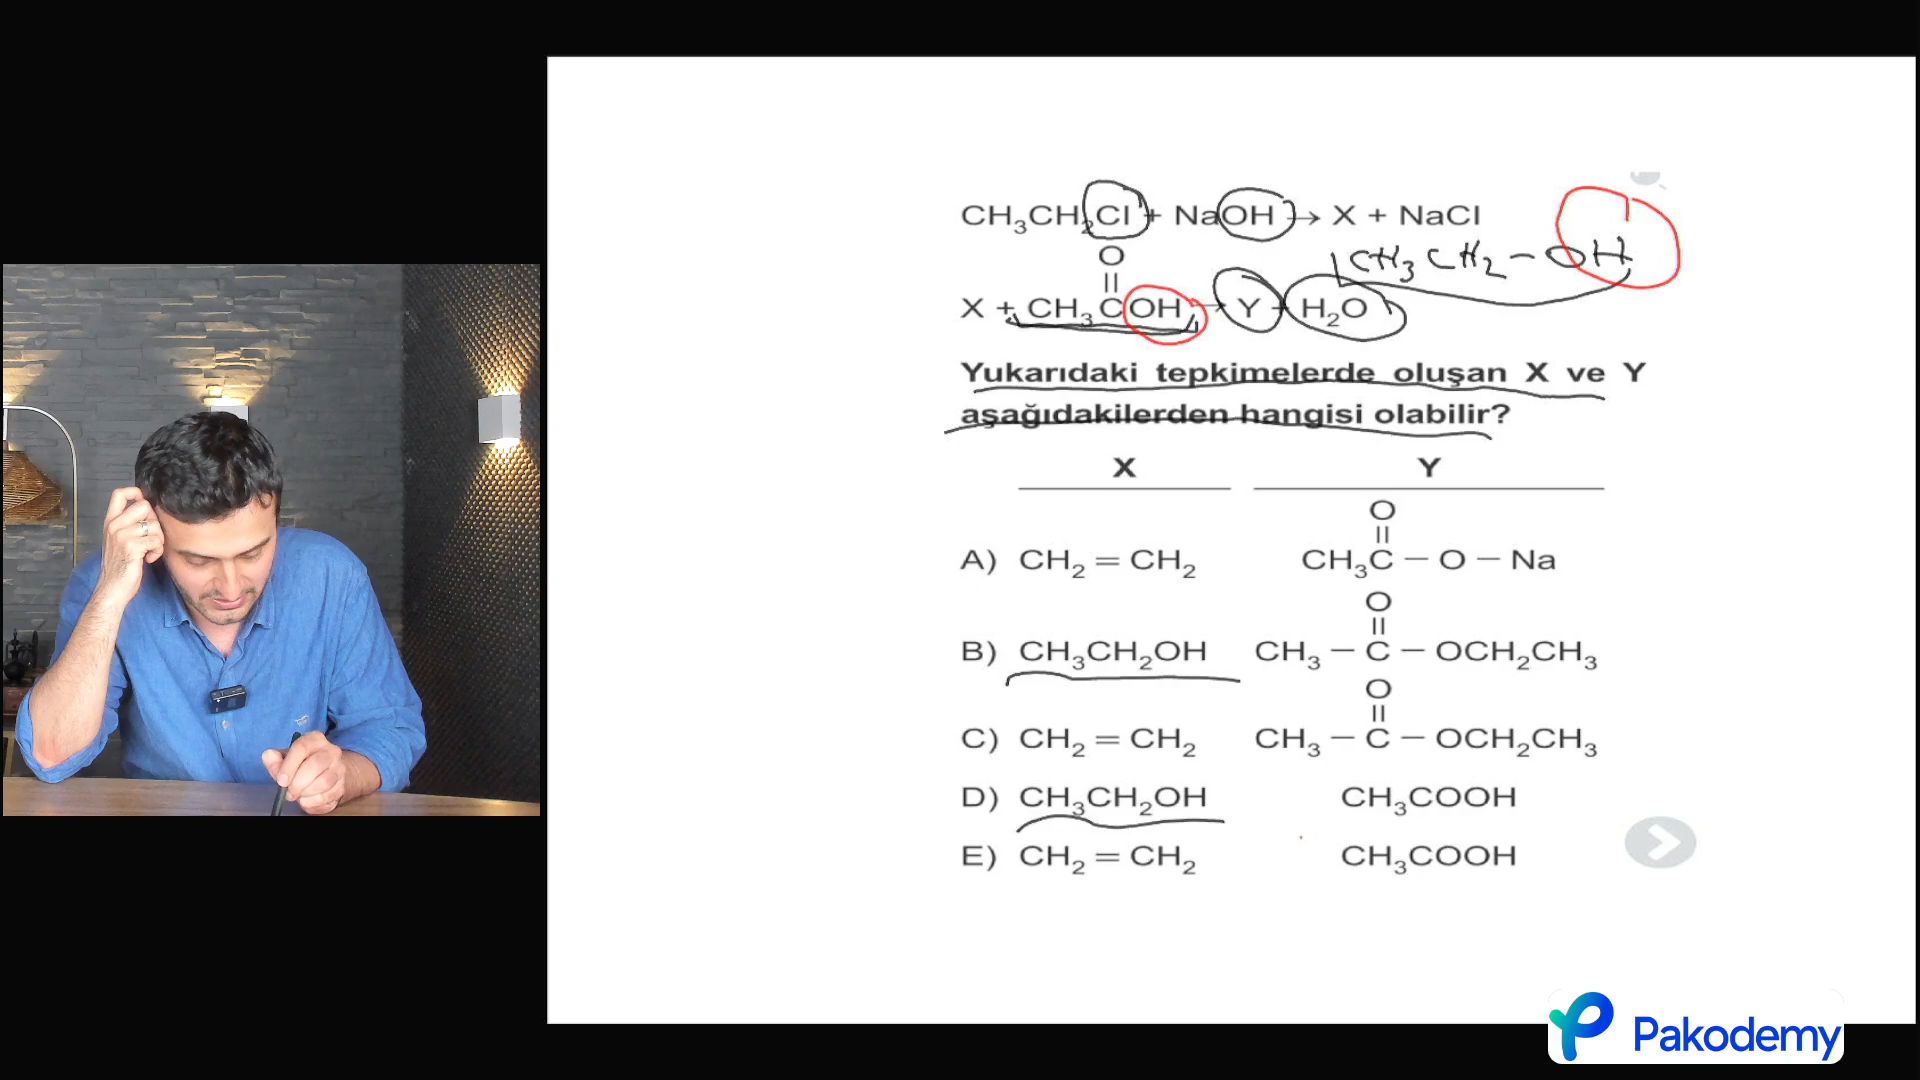 CH₃CH₂Cl + NaOH → X + NaCl
CH₃CH₂-OH
O
||
X + CH₃COH → Y + H₂O
Yukarıdaki tepkimelerde oluşan X ve Y
aşağıdakilerden hangisi olabilir?
X Y
O
||
A) CH₂ = CH₂ CH₃C – O – Na
O
||
B) CH₃CH₂OH CH₃ – C – OCH₂CH₃
O
||
C) CH₂ = CH₂ CH₃ – C – OCH₂CH₃
D) CH₃CH₂OH CH₃COOH
E) CH₂ = CH₂ CH₃COOH
Pakodemy